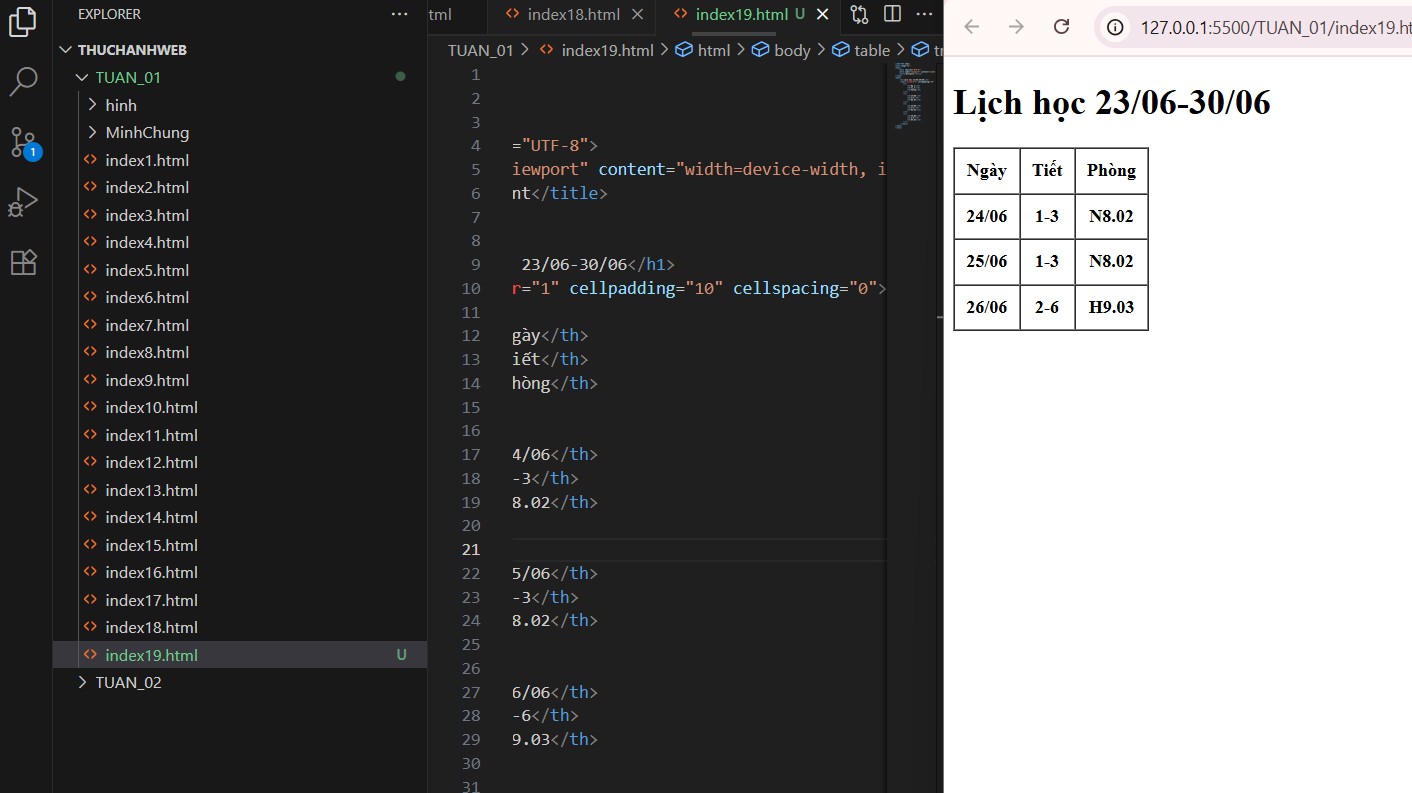 EXPLORER
THUCHANHWEB
TUAN_01
hinh
MinhChung
index1.html
index2.html
index3.html
index4.html
index5.html
index6.html
index7.html
index8.html
index9.html
index10.html
index11.html
index12.html
index13.html
index14.html
index15.html
index16.html
index17.html
index18.html
index19.html U
TUAN_02
1
tml index18.html index19.html U
TUAN_01 > index19.html > html > body > table > tr
1
2
3
4 ="UTF-8">
5 iewport" content="width=device-width, i
6 nt</title>
7
8
9 23/06-30/06</h1>
10 r="1" cellpadding="10" cellspacing="0">
11
12 gày</th>
13 iết</th>
14 hòng</th>
15
16
17 4/06</th>
18 -3</th>
19 8.02</th>
20
21
22 5/06</th>
23 -3</th>
24 8.02</th>
25
26
27 6/06</th>
28 -6</th>
29 9.03</th>
30
31
127.0.0.1:5500/TUAN_01/index19.ht
Lịch học 23/06-30/06
Ngày Tiết Phòng
24/06 1-3 N8.02
25/06 1-3 N8.02
26/06 2-6 H9.03